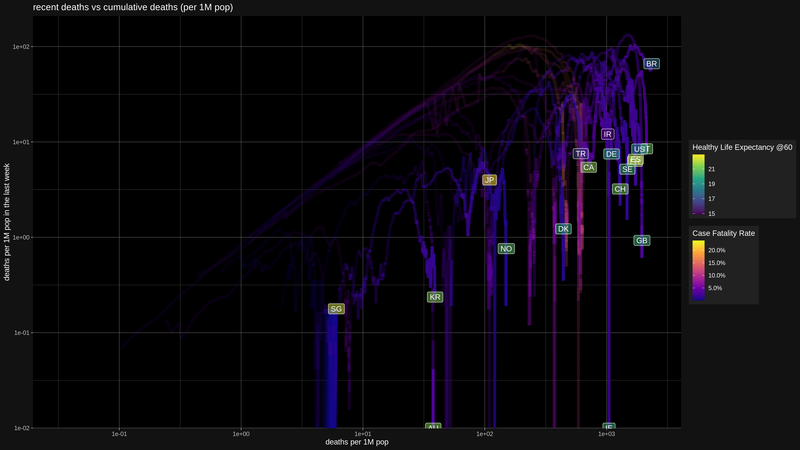 recent deaths vs cumulative deaths (per 1M pop)
1e+02
BR
1e+01
IR
TR
DE
UST
ES
CA
SE
JP
CH
Healthy Life Expectancy @60
21
19
17
15
deaths per 1M pop in the last week
1e+00
DK
NO
GB
Case Fatality Rate
20.0%
15.0%
10.0%
5.0%
KR
SG
1e-01
1e-02
AU
IE
1e-01
1e+00
1e+01
1e+02
1e+03
deaths per 1M pop